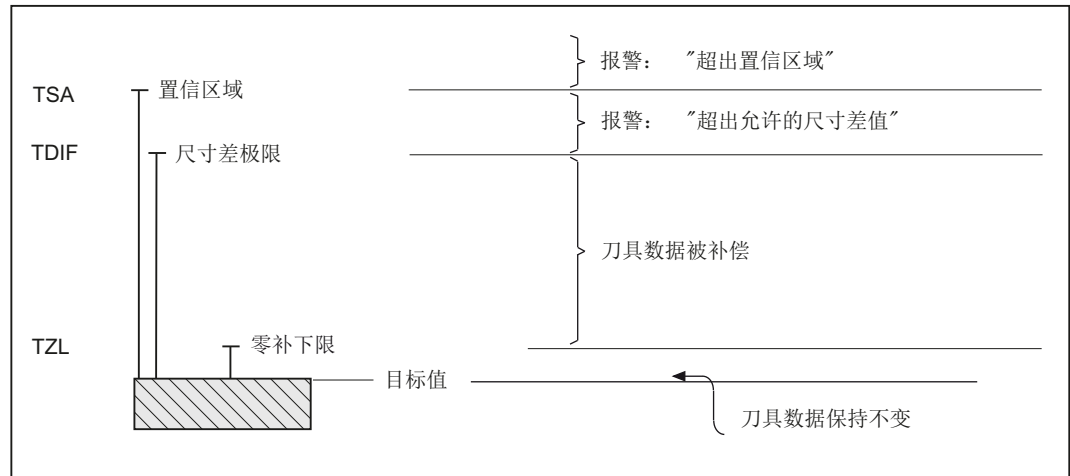 报警： "超出置信区域"
TSA 置信区域
报警： "超出允许的尺寸差值"
TDIF 尺寸差极限
刀具数据被补偿
TZL 零补下限
目标值
刀具数据保持不变